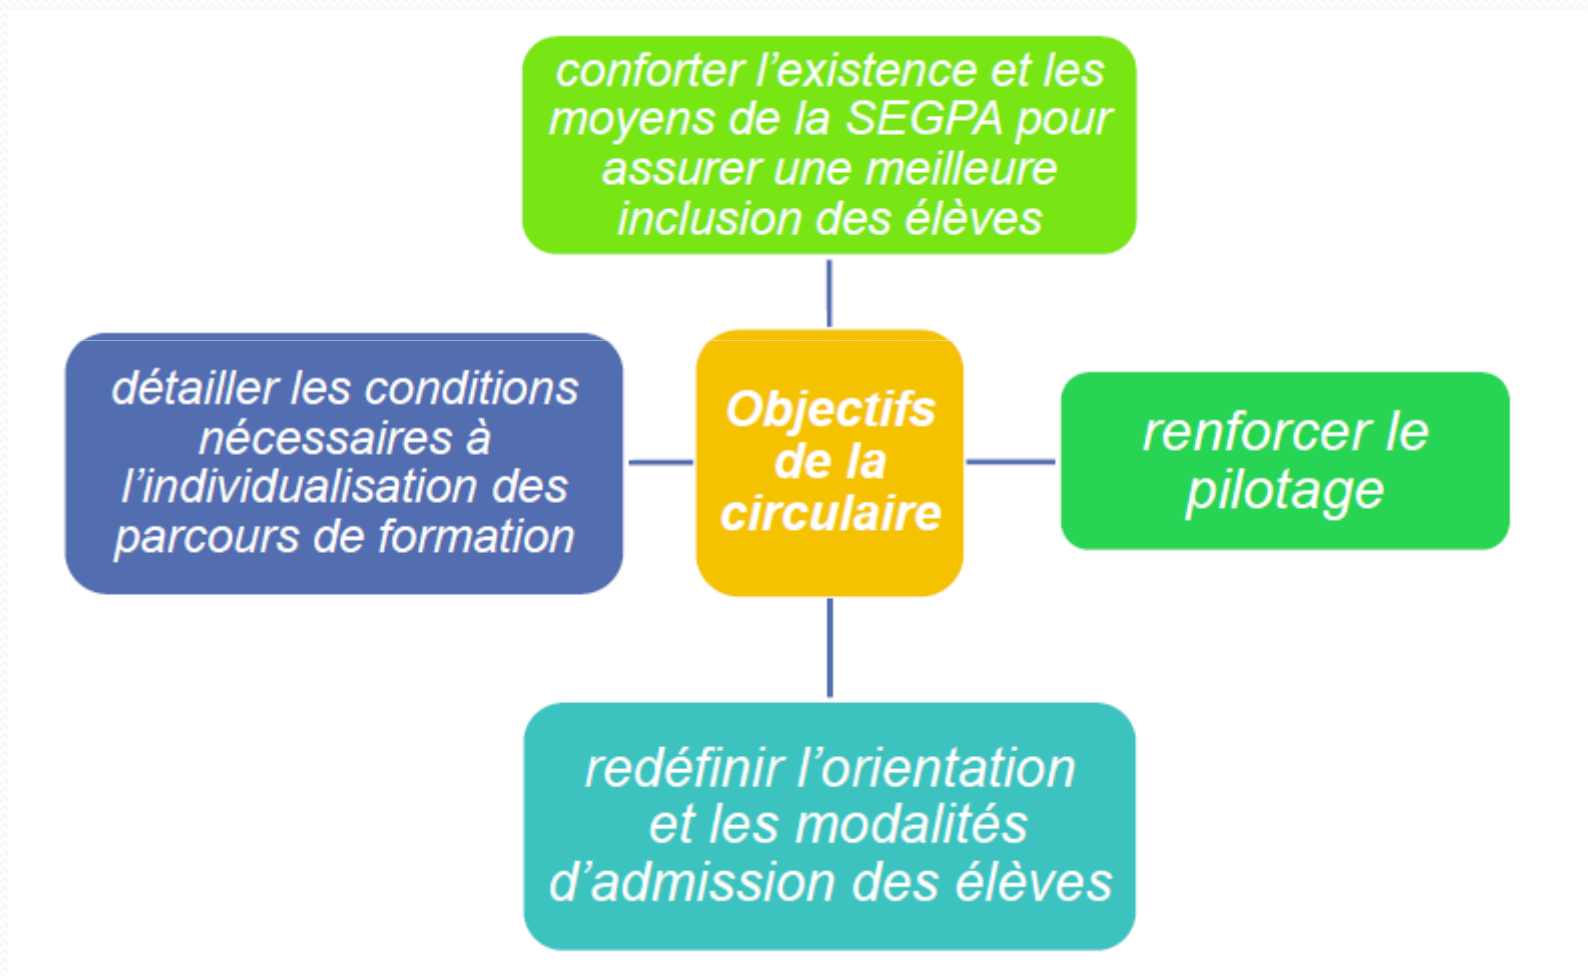 conforter l’existence et les
moyens de la SEGPA pour
assurer une meilleure
inclusion des élèves
détailler les conditions
nécessaires à
l’individualisation des
parcours de formation
Objectifs
de la
circulaire
renforcer le
pilotage
redéfinir l’orientation
et les modalités
d’admission des élèves